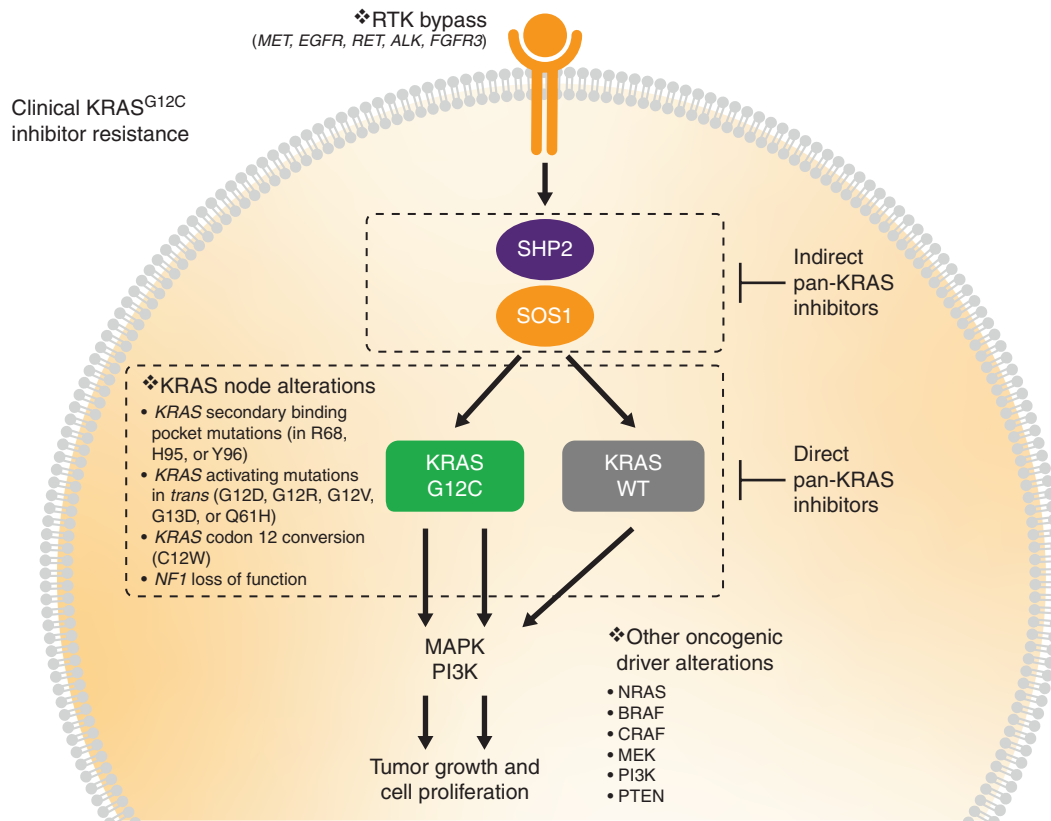 ❖RTK bypass
(MET, EGFR, RET, ALK, FGFR3)
Clinical KRAS^G12C
inhibitor resistance
SHP2
SOS1
Indirect
pan-KRAS
inhibitors
❖KRAS node alterations
• KRAS secondary binding
pocket mutations (in R68,
H95, or Y96)
• KRAS activating mutations
in trans (G12D, G12R, G12V,
G13D, or Q61H)
• KRAS codon 12 conversion
(C12W)
• NF1 loss of function
KRAS
G12C
KRAS
WT
Direct
pan-KRAS
inhibitors
MAPK
PI3K
Tumor growth and
cell proliferation
❖Other oncogenic
driver alterations
• NRAS
• BRAF
• CRAF
• MEK
• PI3K
• PTEN